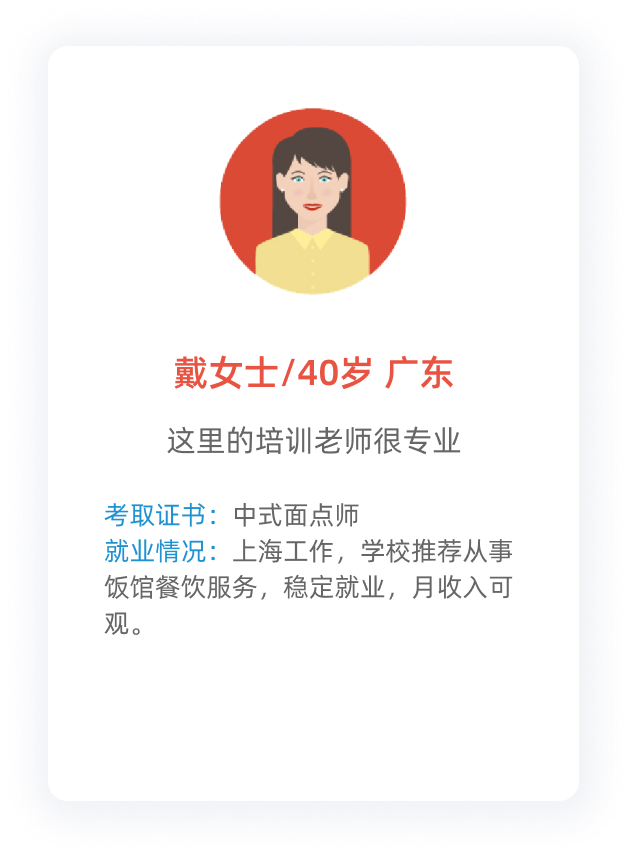 戴女士/40岁 广东
这里的培训老师很专业
考取证书：中式面点师
就业情况：上海工作，学校推荐从事
饭馆餐饮服务，稳定就业，月收入可
观。